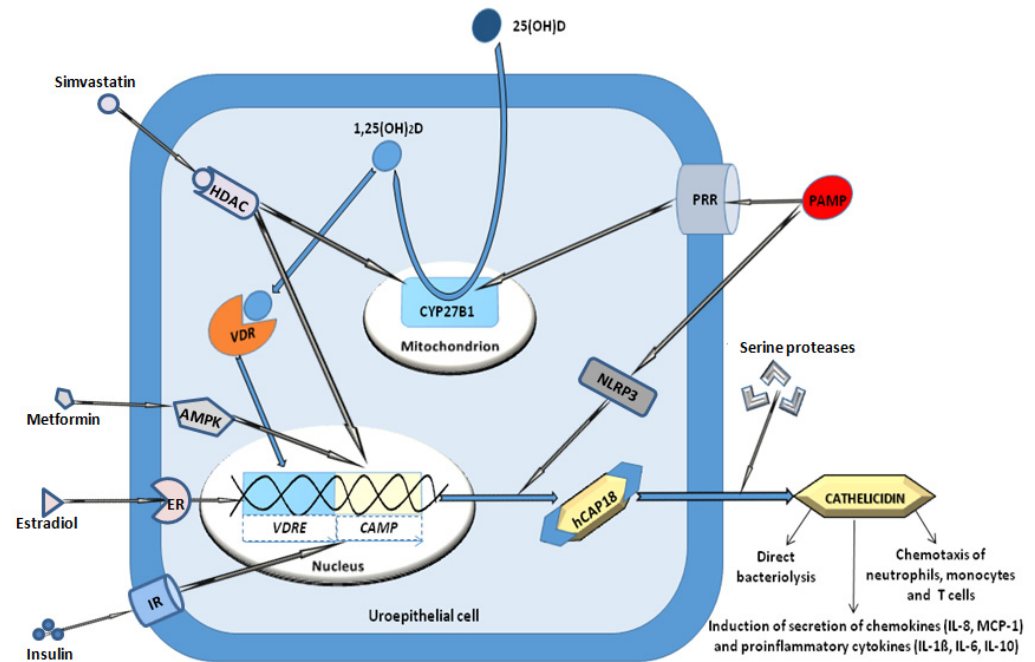 25(OH)D
Simvastatin
1,25(OH)2D
HDAC
PRR
PAMP
CYP27B1
Mitochondrion
VDR
Serine proteases
NLRP3
Metformin
AMPK
Estradiol
ER
VDRE
CAMP
Nucleus
hCAP18
CATHELICIDIN
Direct
bacteriolysis
Chemotaxis of
neutrophils, monocytes
and T cells
IR
Insulin
Uroepithelial cell
Induction of secretion of chemokines (IL-8, MCP-1)
and proinflammatory cytokines (IL-1ß, IL-6, IL-10)